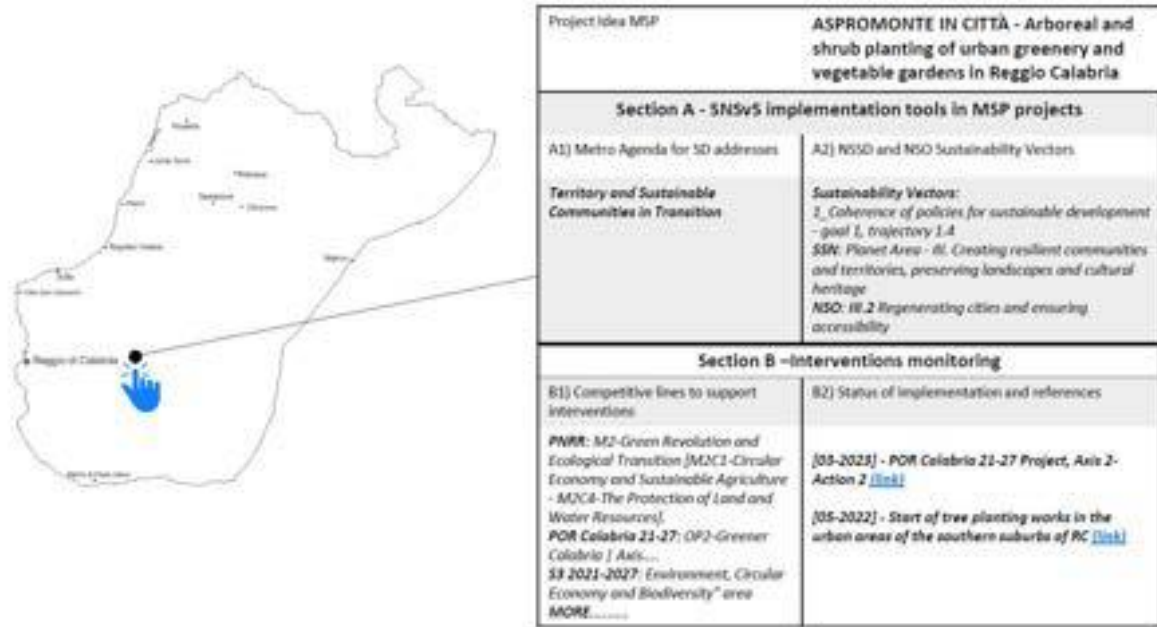 Project Idea MSP
ASPROMONTE IN CITTÀ - Arboreal and
shrub planting of urban greenery and
vegetable gardens in Reggio Calabria
Section A - SNSvS implementation tools in MSP projects
A1) Metro Agenda for SD addresses
A2) NSSD and NSO Sustainability Vectors
Territory and Sustainable
Communities in Transition
Sustainability Vectors:
1_Coherence of policies for sustainable development
- goal 1, trajectory 1.4
SSN: Planet Area - III. Creating resilient communities
and territories, preserving landscapes and cultural
heritage
NSO: III.2 Regenerating cities and ensuring
accessibility
Section B –Interventions monitoring
B1) Competitive lines to support
interventions
B2) Status of implementation and references
PNRR: M2-Green Revolution and
Ecological Transition [M2C1-Circular
Economy and Sustainable Agriculture
- M2C4-The Protection of Land and
Water Resources],
POR Calabria 21-27: OP2-Greener
Calabria | Axis....
S3 2021-2027: Environment, Circular
Economy and Biodiversity" area
MORE........
[03-2023] - POR Calabria 21-27 Project, Axis 2-
Action 2 (link)
[05-2022] - Start of tree planting works in the
urban areas of the southern suburbs of RC (link)
Reggio di Calabria